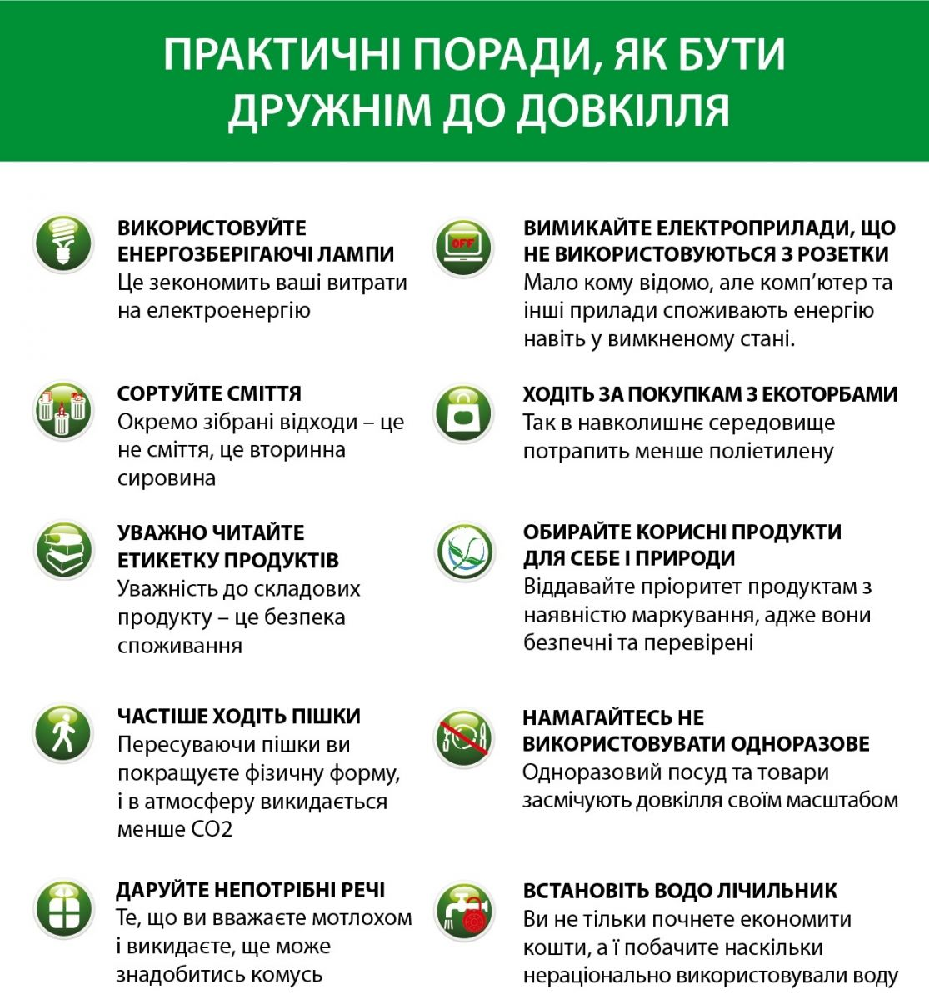 ПРАКТИЧНІ ПОРАДИ, ЯК БУТИ
ДРУЖНІМ ДО ДОВКІЛЛЯ
ВИКОРИСТОВУЙТЕ
ЕНЕРГОЗБЕРІГАЮЧІ ЛАМПИ
Це зекономить ваші витрати
на електроенергію
OFF
ВИМИКАЙТЕ ЕЛЕКТРОПРИЛАДИ, ЩО
НЕ ВИКОРИСТОВУЮТЬСЯ З РОЗЕТКИ
Мало кому відомо, але комп’ютер та
інші прилади споживають енергію
навіть у вимкненому стані.
СОРТУЙТЕ СМІТТЯ
Окремо зібрані відходи – це
не сміття, це вторинна
сировина
ХОДІТЬ ЗА ПОКУПКАМ З ЕКОТОРБАМИ
Так в навколишнє середовище
потрапить менше поліетилену
УВАЖНО ЧИТАЙТЕ
ЕТИКЕТКУ ПРОДУКТІВ
Уважність до складових
продукту – це безпека
споживання
ОБИРАЙТЕ КОРИСНІ ПРОДУКТИ
ДЛЯ СЕБЕ І ПРИРОДИ
Віддавайте пріоритет продуктам з
наявністю маркування, адже вони
безпечні та перевірені
ЧАСТІШЕ ХОДІТЬ ПІШКИ
Пересуваючи пішки ви
покращуєте фізичну форму,
і в атмосферу викидається
менше СО2
НАМАГАЙТЕСЬ НЕ
ВИКОРИСТОВУВАТИ ОДНОРАЗОВЕ
Одноразовий посуд та товари
засмічують довкілля своїм масштабом
ДАРУЙТЕ НЕПОТРІБНІ РЕЧІ
Те, що ви вважаєте мотлохом
і викидаєте, ще може
знадобитись комусь
ВСТАНОВІТЬ ВОДО ЛІЧИЛЬНИК
Ви не тільки почнете економити
кошти, а ї побачите наскільки
нераціонально використовували воду